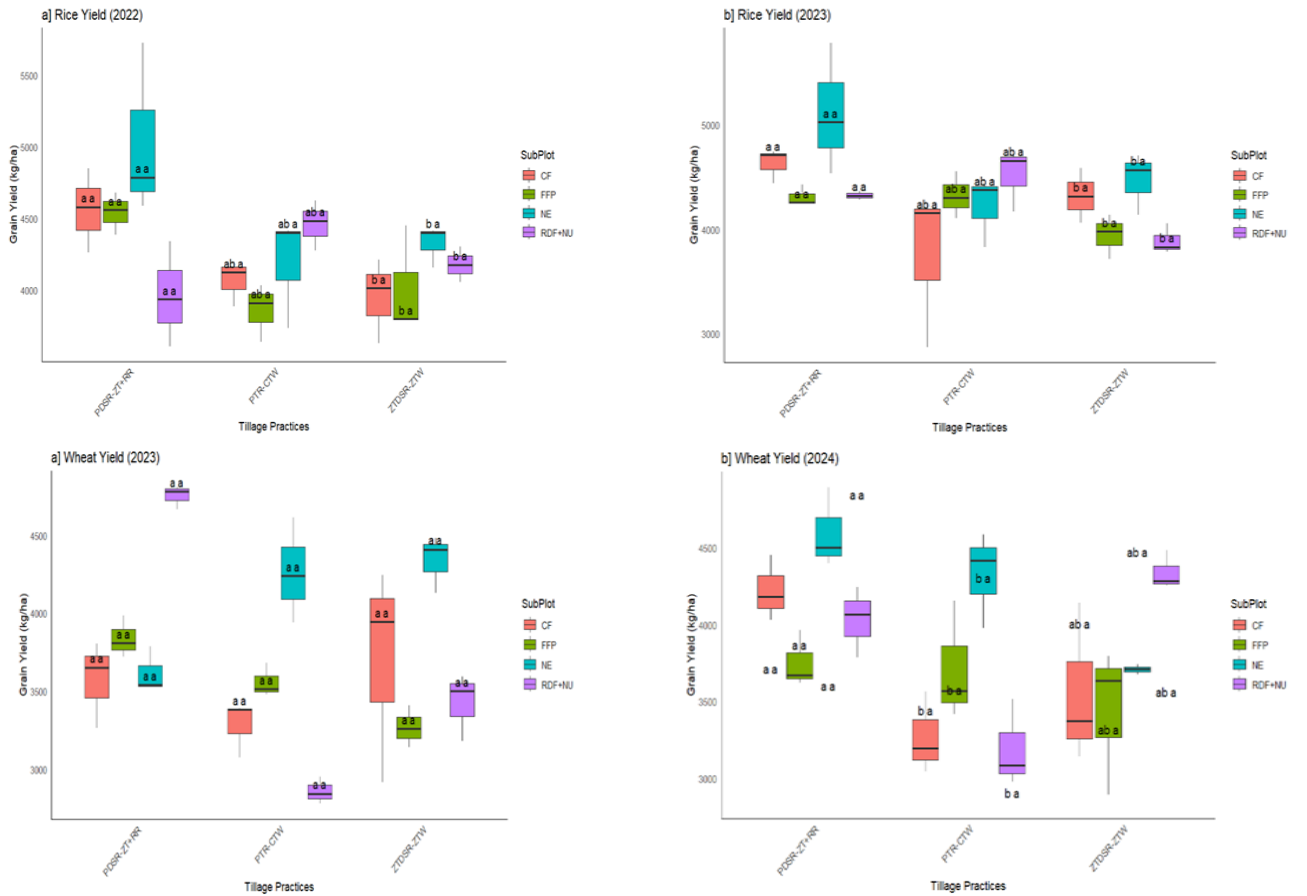 a] Rice Yield (2022)
Grain Yield (kg/ha)
5500
5000
4500
4000
a a
a a
a a
a a
ab a
ab a
ab a
ab a
b a
b a
b a
b a
PDSR-ZT+RR
PTR-CTW
ZTDSR-ZTW
Tillage Practices
SubPlot
CF
FFP
NE
RDF+NU
b] Rice Yield (2023)
Grain Yield (kg/ha)
5000
4000
3000
a a
a a
a a
a a
ab a
ab a
ab a
ab a
b a
b a
b a
b a
PDSR-ZT+RR
PTR-CTW
ZTDSR-ZTW
Tillage Practices
SubPlot
CF
FFP
NE
RDF+NU
a] Wheat Yield (2023)
Grain Yield (kg/ha)
4500
4000
3500
3000
a a
a a
a a
a a
a a
a a
a a
a a
a a
a a
a a
a a
PDSR-ZT+RR
PTR-CTW
ZTDSR-ZTW
Tillage Practices
SubPlot
CF
FFP
NE
RDF+NU
b] Wheat Yield (2024)
Grain Yield (kg/ha)
4500
4000
3500
3000
a a
a a
a a
a a
b a
b a
b a
b a
ab a
ab a
ab a
ab a
PDSR-ZT+RR
PTR-CTW
ZTDSR-ZTW
Tillage Practices
SubPlot
CF
FFP
NE
RDF+NU